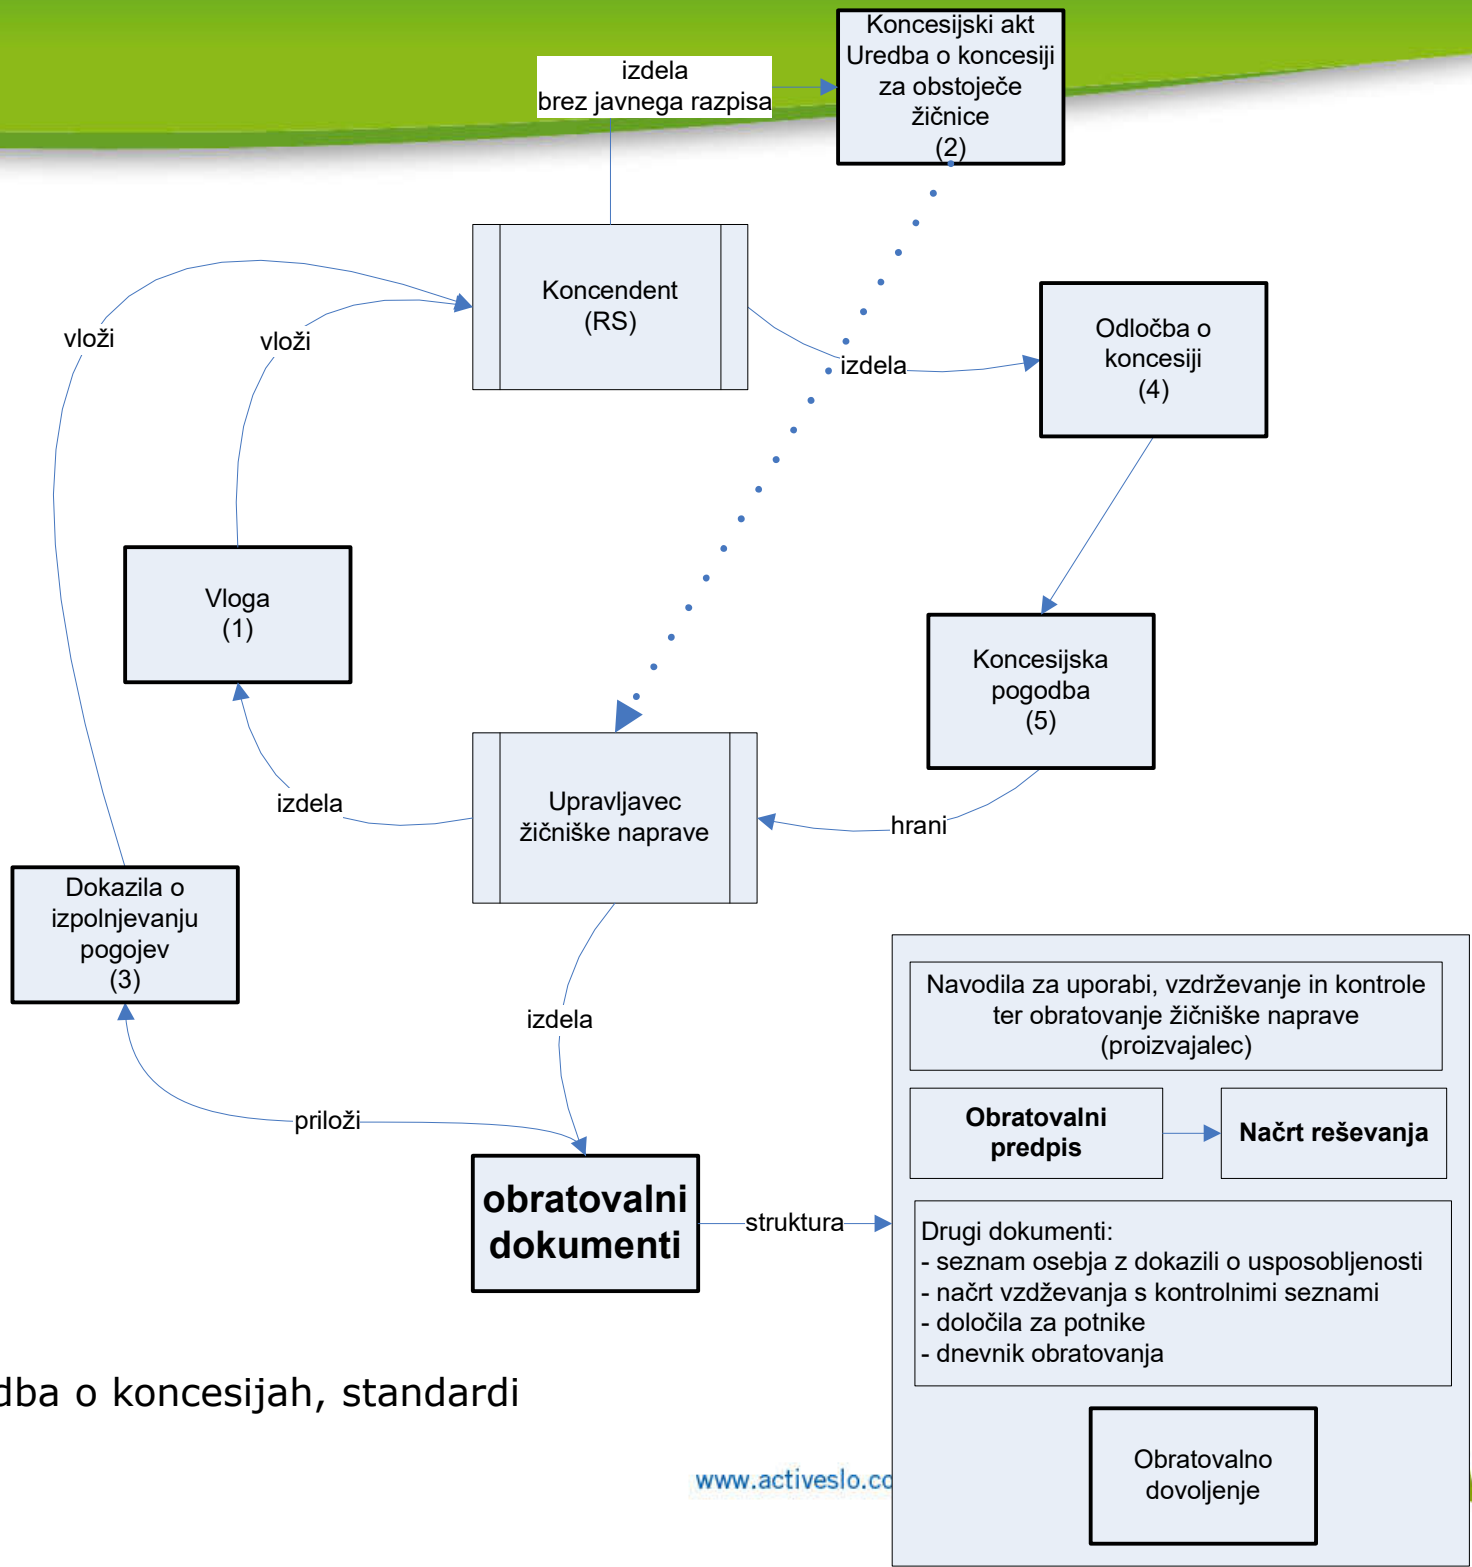 Koncesijski akt
Uredba o koncesiji
za obstoječe
žičnice
(2)
izdela
brez javnega razpisa
Koncendent
(RS)
vloži
vloži
izdela
Odločba o
koncesiji
(4)
Vloga
(1)
Koncesijska
pogodba
(5)
izdela
Upravljavec
žičniške naprave
hrani
Dokazila o
izpolnjevanju
pogojev
(3)
izdela
priloži
obratovalni
dokumenti
struktura
Navodila za uporabi, vzdrževanje in kontrole
ter obratovanje žičniške naprave
(proizvajalec)
Obratovalni
predpis
Načrt reševanja
Drugi dokumenti:
- seznam osebja z dokazili o usposobljenosti
- načrt vzdževanja s kontrolnimi seznami
- določila za potnike
- dnevnik obratovanja
Obratovalno
dovoljenje
dba o koncesijah, standardi
www.activeslo.co